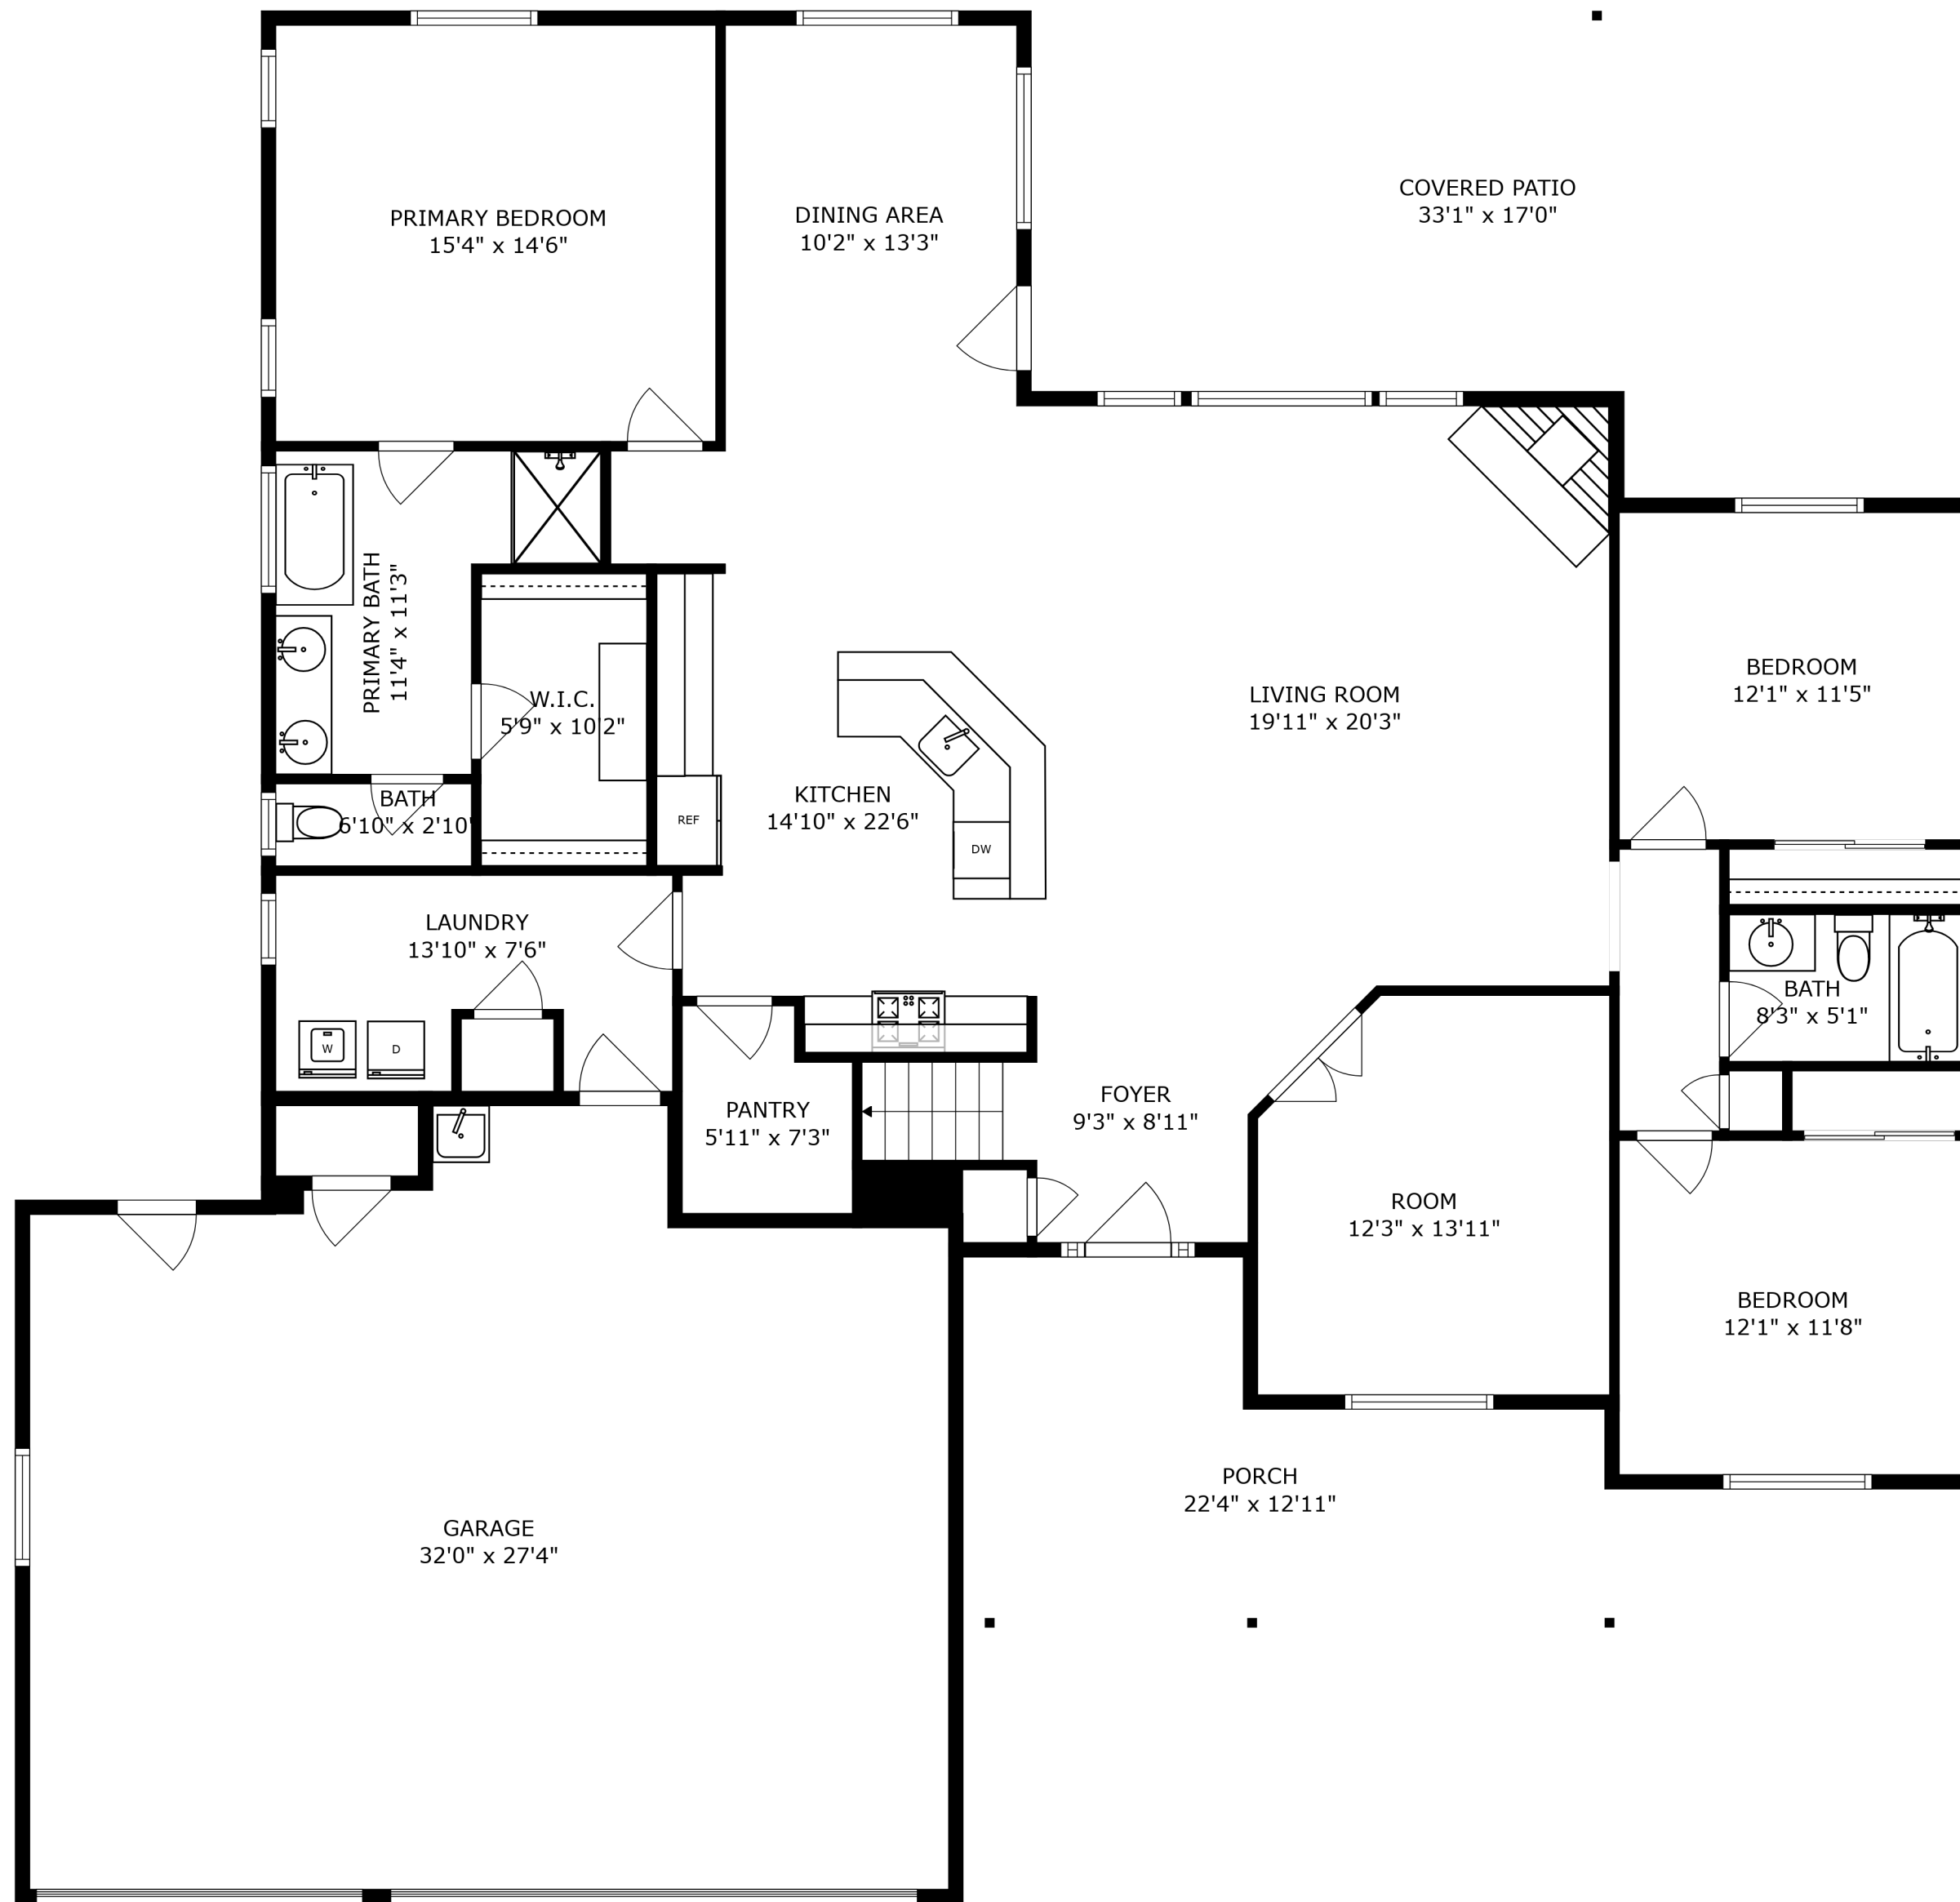 PRIMARY BEDROOM
15'4" x 14'6"
DINING AREA
10'2" x 13'3"
COVERED PATIO
33'1" x 17'0"
PRIMARY BATH
11'4" x 11'3"
W.I.C.
5'9" x 10'2"
BATH
6'10" x 2'10"
REF
KITCHEN
14'10" x 22'6"
DW
LIVING ROOM
19'11" x 20'3"
BEDROOM
12'1" x 11'5"
LAUNDRY
13'10" x 7'6"
W
D
BATH
8'3" x 5'1"
PANTRY
5'11" x 7'3"
FOYER
9'3" x 8'11"
ROOM
12'3" x 13'11"
BEDROOM
12'1" x 11'8"
PORCH
22'4" x 12'11"
GARAGE
32'0" x 27'4"